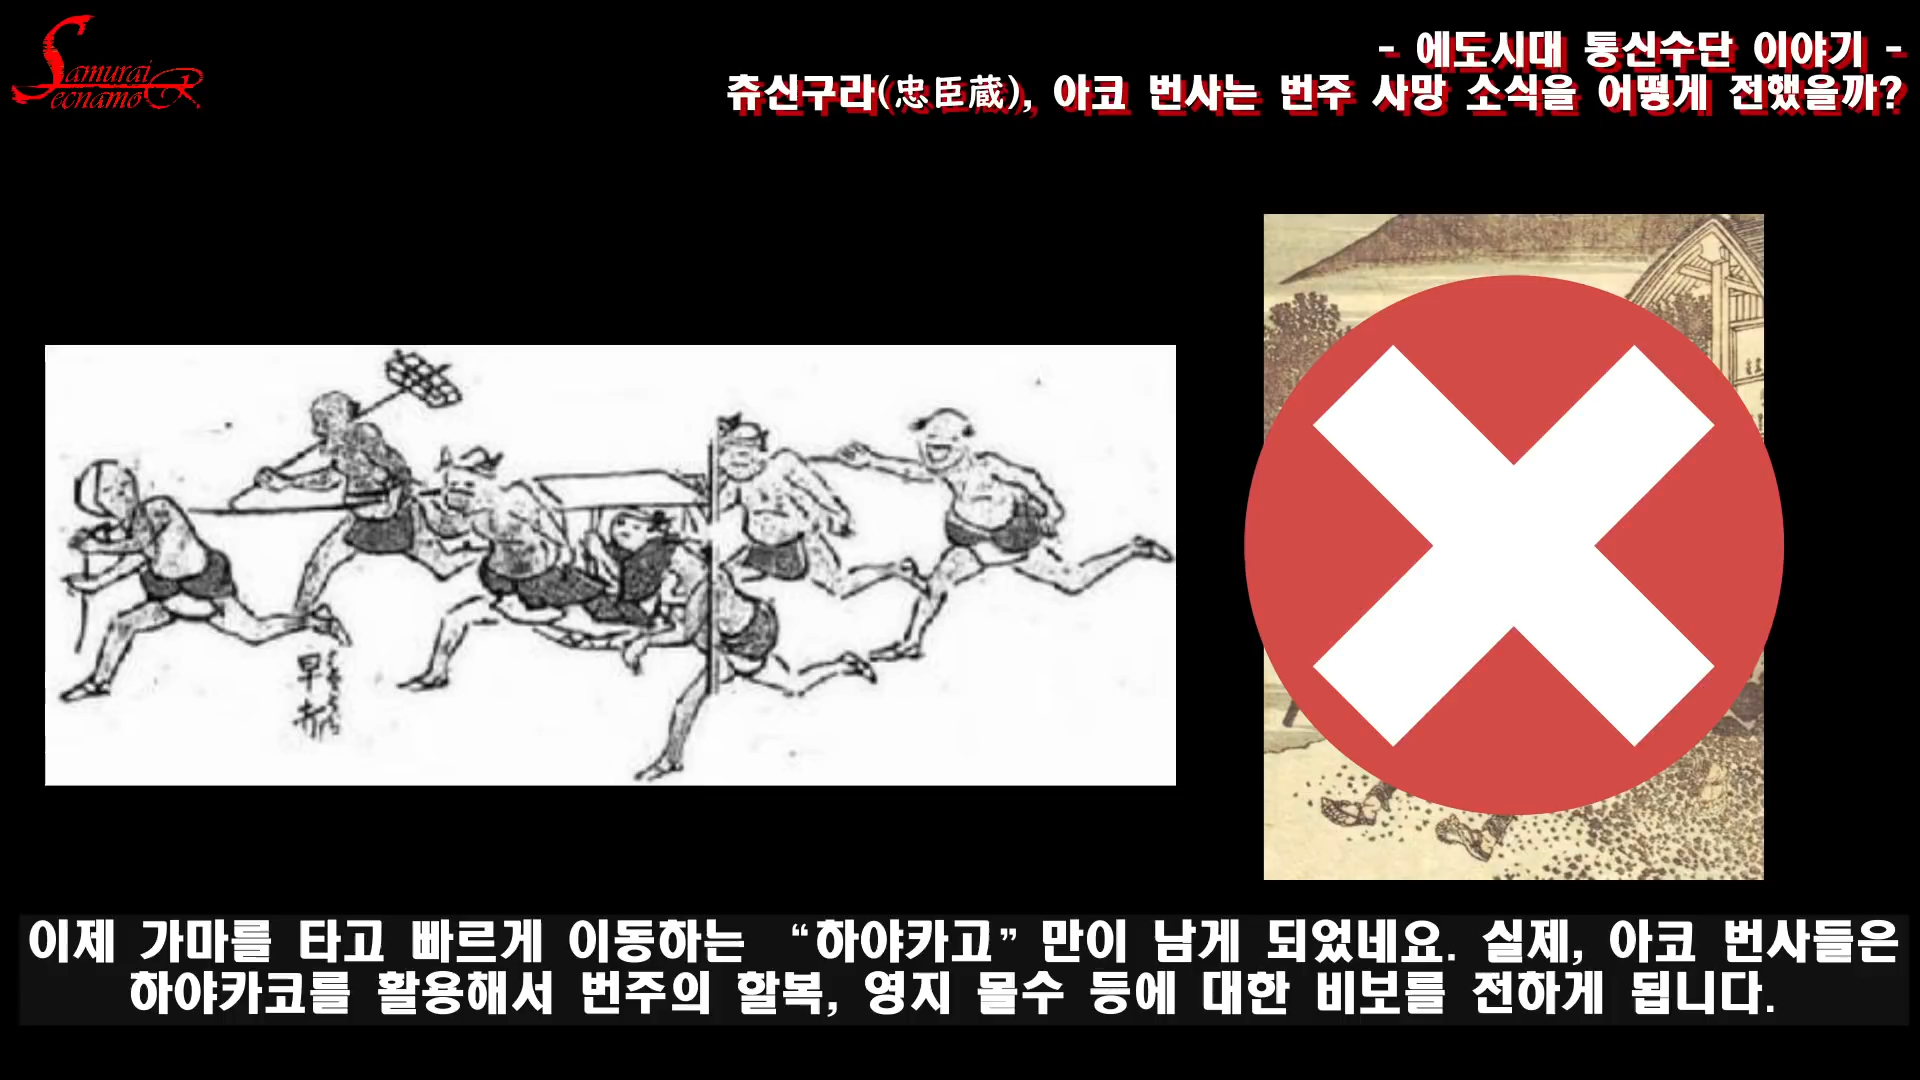 Samurai
Recnamo
- 에도시대 통신수단 이야기 -
츄신구라(忠臣蔵), 아코 번사는 번주 사망 소식을 어떻게 전했을까?
早
이제 가마를 타고 빠르게 이동하는 “하야카고” 만이 남게 되었네요. 실제, 아코 번사들은
하야카코를 활용해서 번주의 할복, 영지 몰수 등에 대한 비보를 전하게 됩니다.